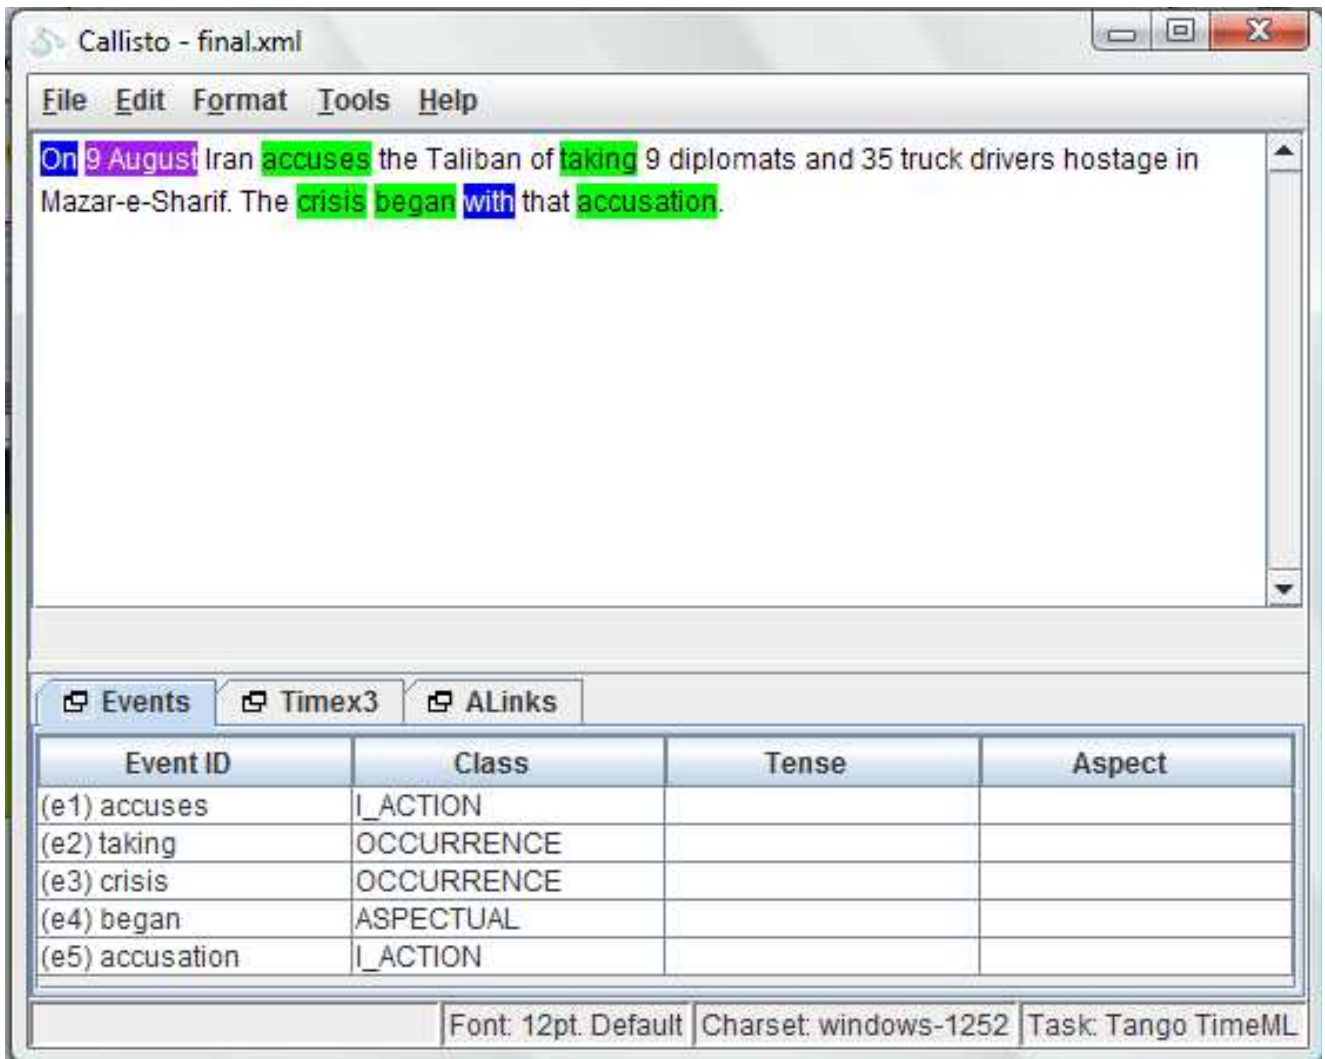 Callisto - final.xml
File Edit Format Tools Help
On 9 August Iran accuses the Taliban of taking 9 diplomats and 35 truck drivers hostage in
Mazar-e-Sharif. The crisis began with that accusation.
Events Timex3 ALinks
Event ID Class Tense Aspect
(e1) accuses I_ACTION
(e2) taking OCCURRENCE
(e3) crisis OCCURRENCE
(e4) began ASPECTUAL
(e5) accusation I_ACTION
Font: 12pt. Default Charset: windows-1252 Task: Tango TimeML